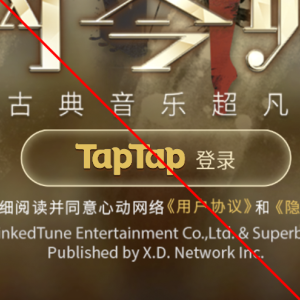 古典音乐超凡
TapTap 登录
细阅读并同意心动网络《用户协议》和《隐
inkedTune Entertainment Co.,Ltd. & Superb
Published by X.D. Network Inc.